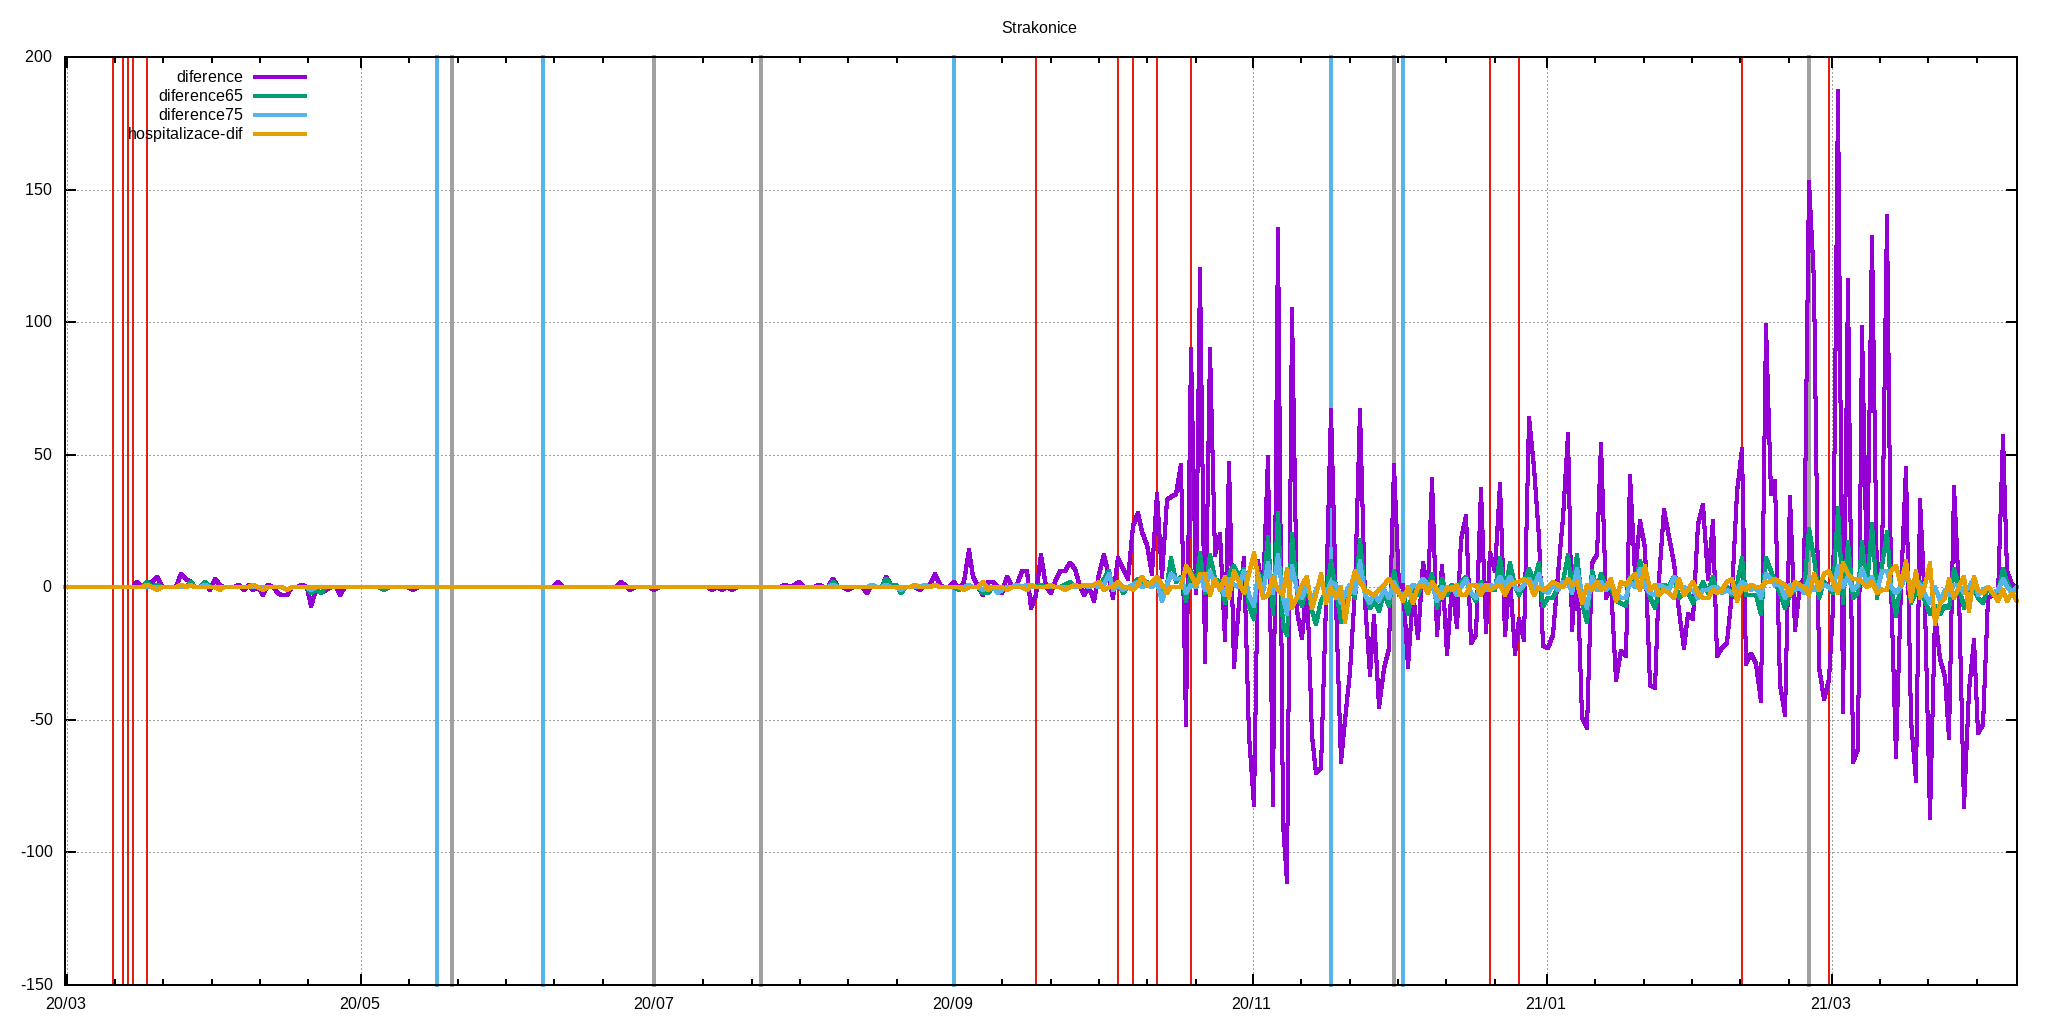 Strakonice
200
diference
diference65
diference75
hospitalizace-dif
150
100
50
0
-50
-100
-150
20/03 20/05 20/07 20/09 20/11 21/01 21/03